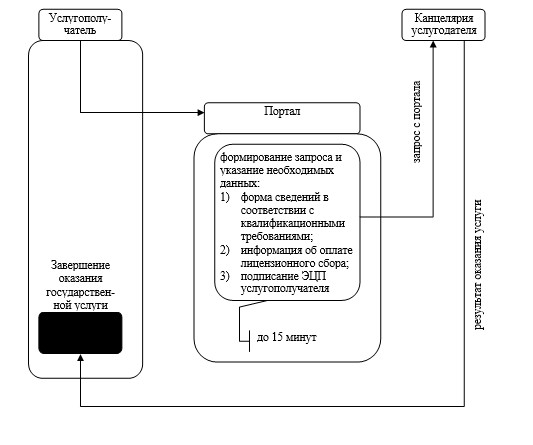 Услугополу-
чатель
Канцелярия
услугодателя
Портал
запрос с портала
формирование запроса и
указание необходимых
данных:
1) форма сведений в
соответствии с
квалификационными
требованиями;
2) информация об оплате
лицензионного сбора;
3) подписание ЭЦП
услугополучателя
результат оказания услуги
Завершение
оказания
государствен-
ной услуги
до 15 минут